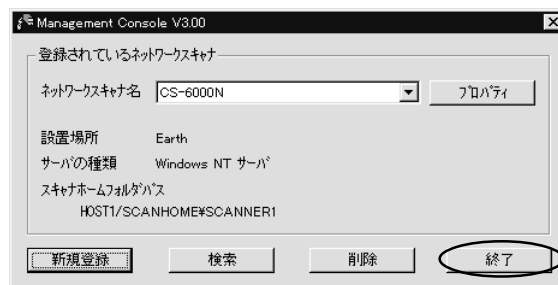 Management Console V3.00
登録されているネットワークスキャナ
ネットワークスキャナ名 CS-6000N プロパティ
設置場所 Earth
サーバの種類 Windows NT サーバ
スキャナホームフォルダパス
HOST1/SCANHOME¥SCANNER1
新規登録 検索 削除 終了